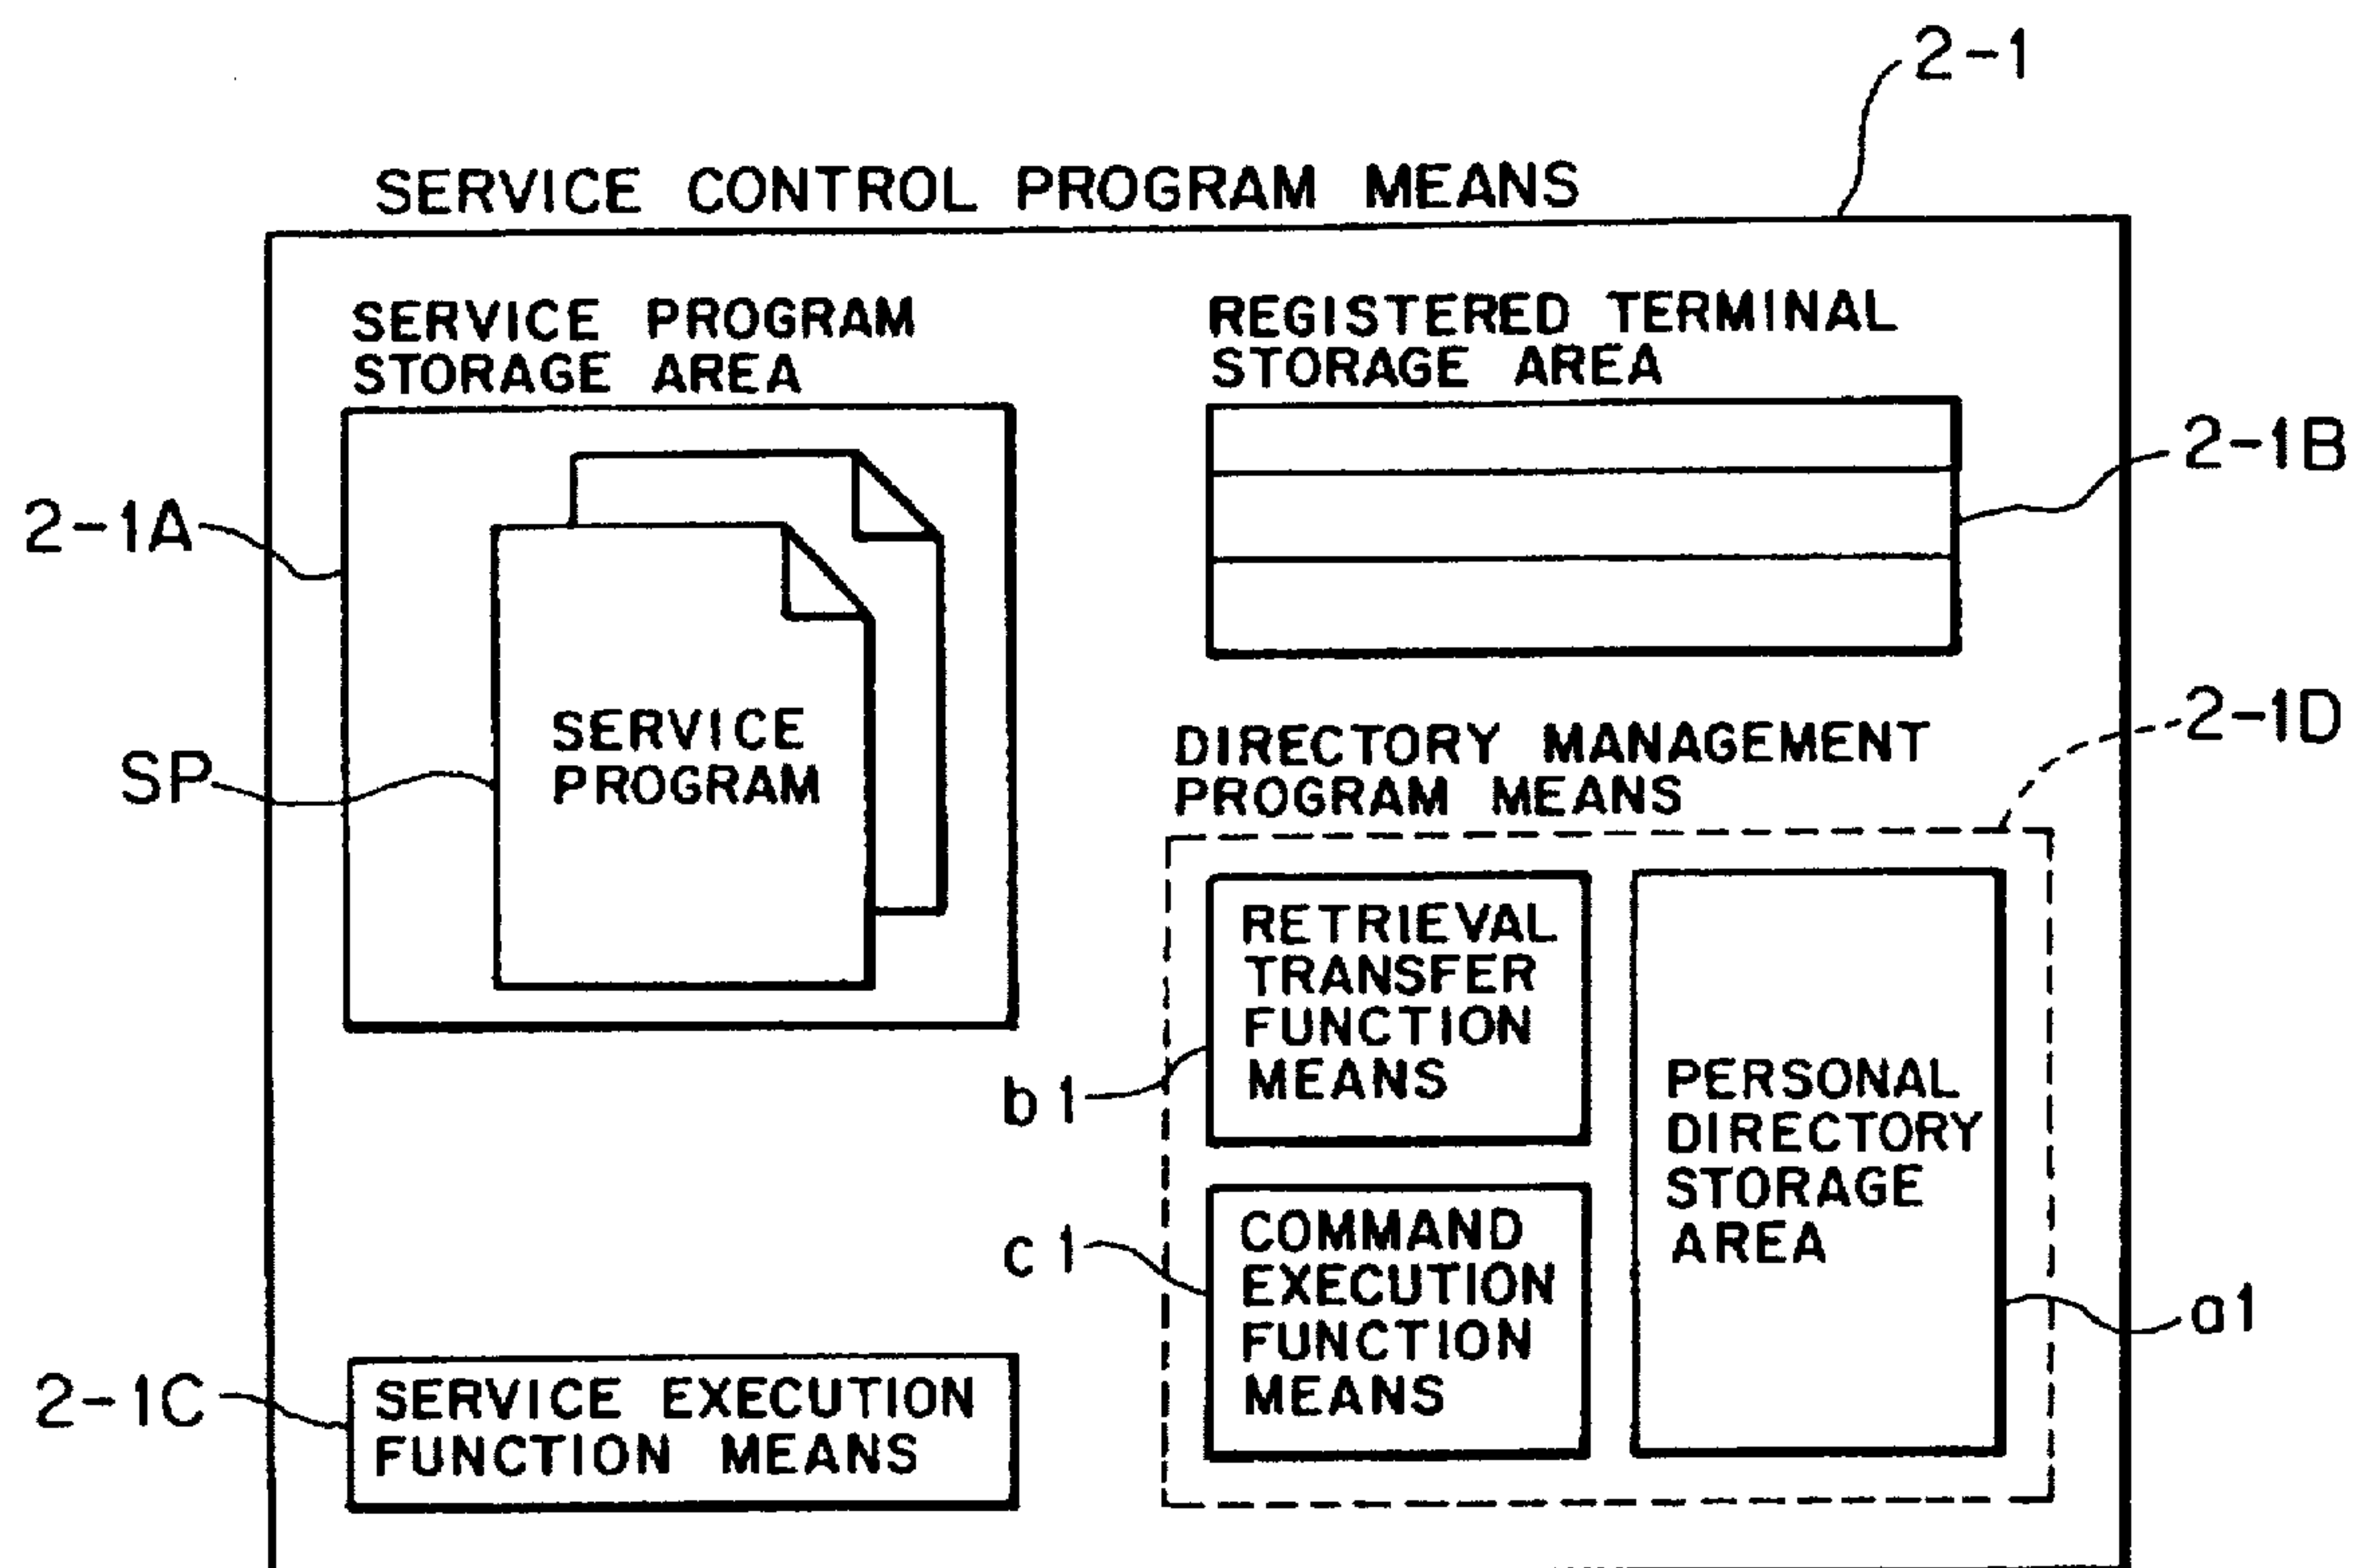 2-1
SERVICE CONTROL PROGRAM MEANS
SERVICE PROGRAM
STORAGE AREA
REGISTERED TERMINAL
STORAGE AREA
2-1A
2-1B
SERVICE
PROGRAM
SP
2-1D
DIRECTORY MANAGEMENT
PROGRAM MEANS
RETRIEVAL
TRANSFER
FUNCTION
MEANS
b1
COMMAND
EXECUTION
FUNCTION
MEANS
c1
PERSONAL
DIRECTORY
STORAGE
AREA
a1
2-1C
SERVICE EXECUTION
FUNCTION MEANS